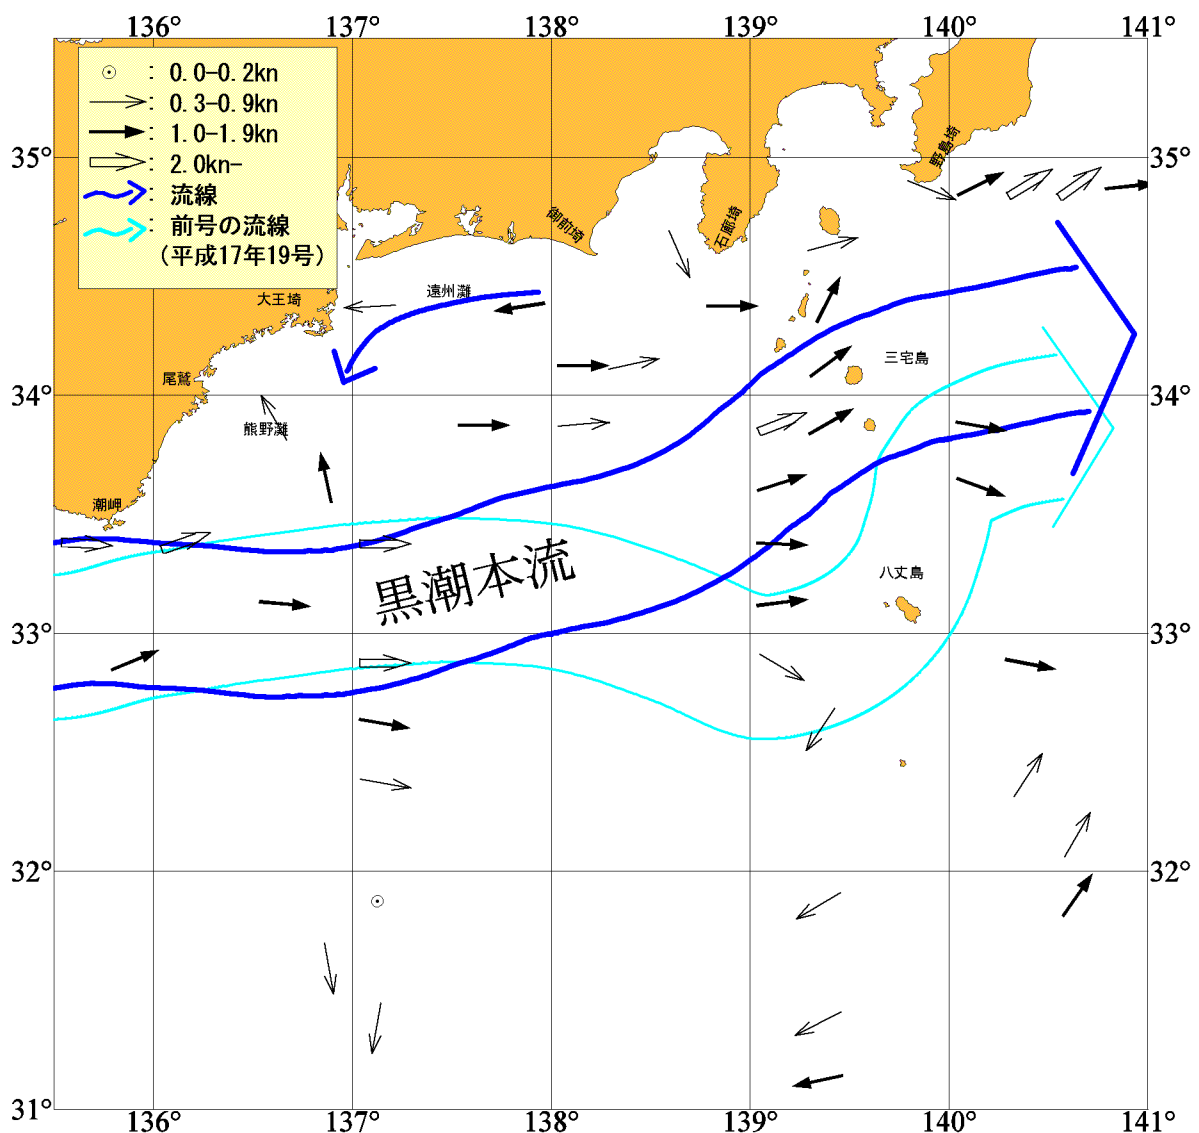 136° 137° 138° 139° 140° 141°
: 0.0-0.2kn
: 0.3-0.9kn
: 1.0-1.9kn
: 2.0kn-
: 流線
: 前号の流線
(平成17年19号)
35° 35°
野島埼
御前埼
石廊埼
大王埼
遠州灘
三宅島
尾鷲
34° 34°
熊野灘
潮岬
黒潮本流
八丈島
33° 33°
32° 32°
31° 31°
136° 137° 138° 139° 140° 141°